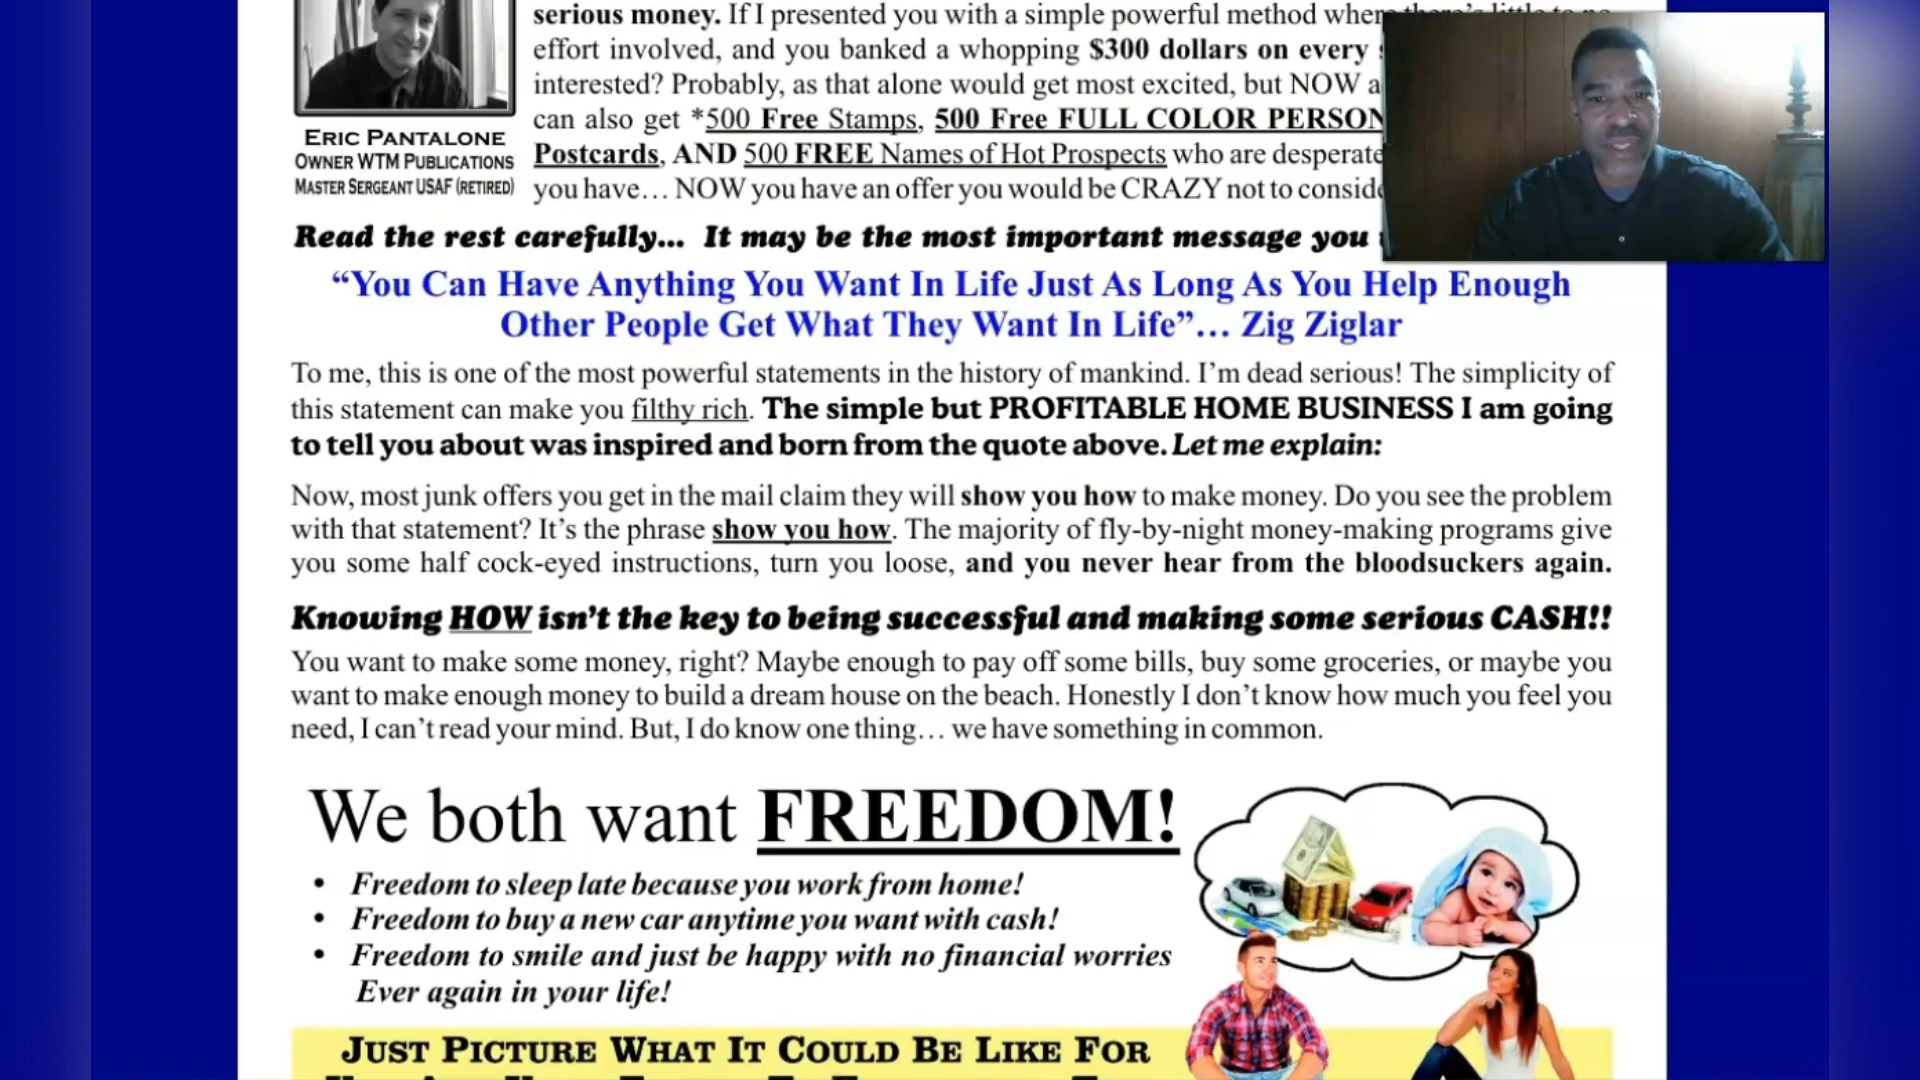 serious money. If I presented you with a simple powerful method where there's little to no
effort involved, and you banked a whopping $300 dollars on every
interested? Probably, as that alone would get most excited, but NOW a
can also get *500 Free Stamps, 500 Free FULL COLOR PERSON
Postcards, AND 500 FREE Names of Hot Prospects who are desperate
you have… NOW you have an offer you would be CRAZY not to conside
ERIC PANTALONE
OWNER WTM PUBLICATIONS
MASTER SERGEANT USAF (RETIRED)
Read the rest carefully... It may be the most important message you
“You Can Have Anything You Want In Life Just As Long As You Help Enough
Other People Get What They Want In Life”… Zig Ziglar
To me, this is one of the most powerful statements in the history of mankind. I’m dead serious! The simplicity of
this statement can make you filthy rich. The simple but PROFITABLE HOME BUSINESS I am going
to tell you about was inspired and born from the quote above. Let me explain:
Now, most junk offers you get in the mail claim they will show you how to make money. Do you see the problem
with that statement? It’s the phrase show you how. The majority of fly-by-night money-making programs give
you some half cock-eyed instructions, turn you loose, and you never hear from the bloodsuckers again.
Knowing HOW isn’t the key to being successful and making some serious CASH!!
You want to make some money, right? Maybe enough to pay off some bills, buy some groceries, or maybe you
want to make enough money to build a dream house on the beach. Honestly I don’t know how much you feel you
need, I can’t read your mind. But, I do know one thing… we have something in common.
We both want FREEDOM!
• Freedom to sleep late because you work from home!
• Freedom to buy a new car anytime you want with cash!
• Freedom to smile and just be happy with no financial worries
Ever again in your life!
JUST PICTURE WHAT IT COULD BE LIKE FOR